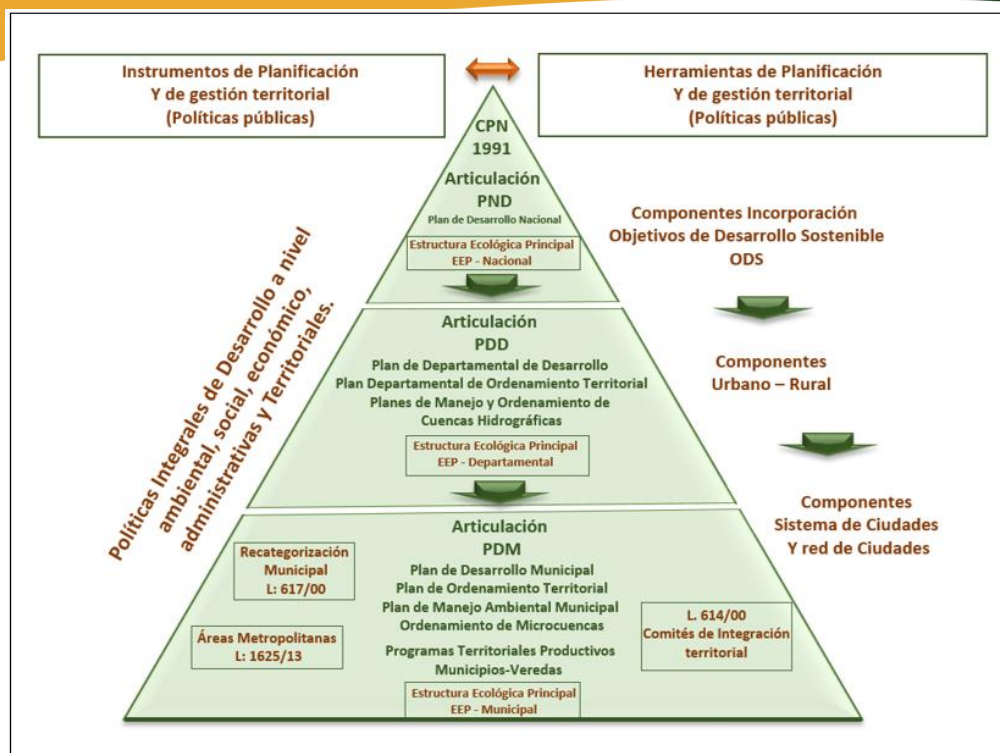 Instrumentos de Planificación
Y de gestión territorial
(Políticas públicas)
Herramientas de Planificación
Y de gestión territorial
(Políticas públicas)
CPN
1991
Articulación
PND
Plan de Desarrollo Nacional
Estructura Ecológica Principal
EEP - Nacional
Políticas Integrales de Desarrollo a nivel
ambiental, social, económico,
administrativas y Territoriales.
Componentes Incorporación
Objetivos de Desarrollo Sostenible
ODS
Articulación
PDD
Plan de Departamental de Desarrollo
Plan Departamental de Ordenamiento Territorial
Planes de Manejo y Ordenamiento de
Cuencas Hidrográficas
Estructura Ecológica Principal
EEP - Departamental
Componentes
Urbano – Rural
Componentes
Sistema de Ciudades
Y red de Ciudades
Articulación
PDM
Plan de Desarrollo Municipal
Plan de Ordenamiento Territorial
Plan de Manejo Ambiental Municipal
Ordenamiento de Microcuencas
Programas Territoriales Productivos
Municipios-Veredas
Estructura Ecológica Principal
EEP - Municipal
Recategorización
Municipal
L: 617/00
Áreas Metropolitanas
L: 1625/13
L. 614/00
Comités de Integración
territorial